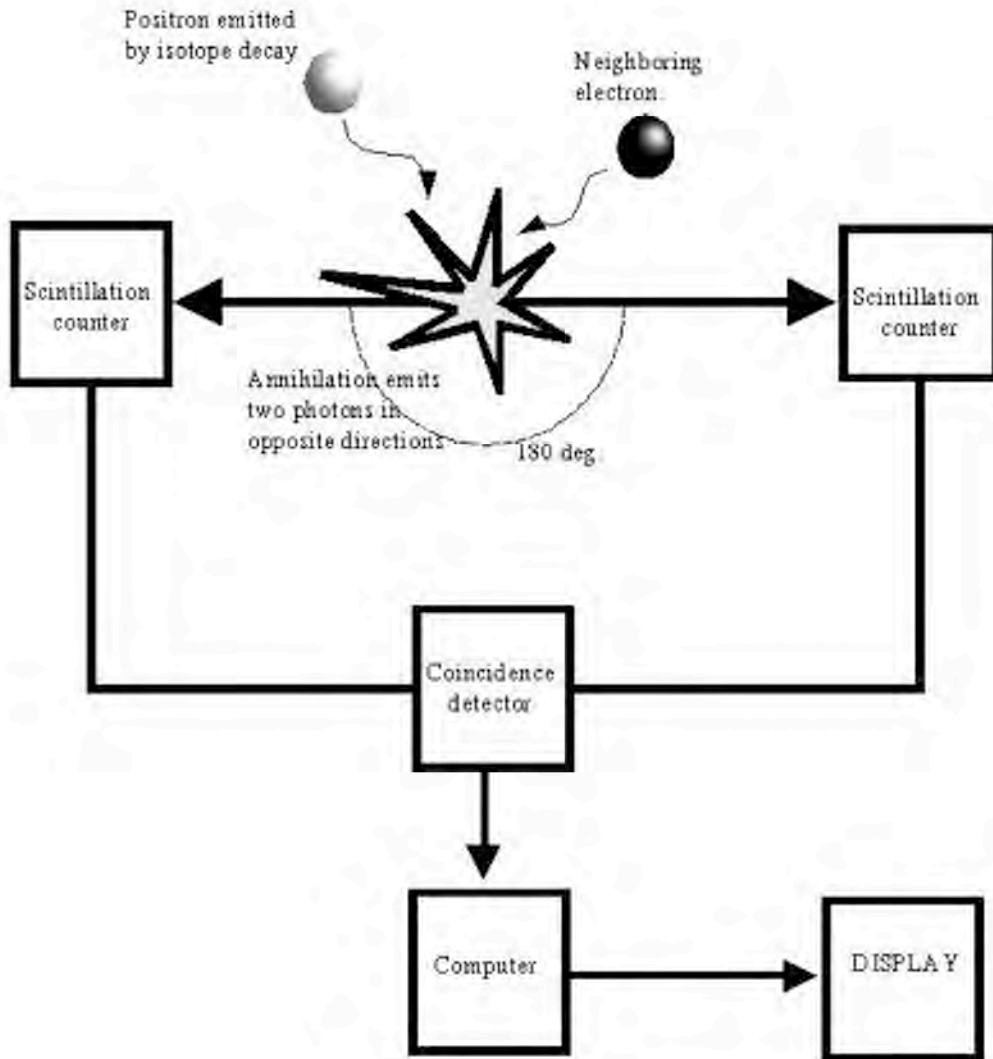 Positron emitted
by isotope decay
Neighboring
electron.
Scintillation
counter
Scintillation
counter
Annihilation emits
two photons in
opposite directions
180 deg.
Coincidence
detector
Computer
DISPLAY